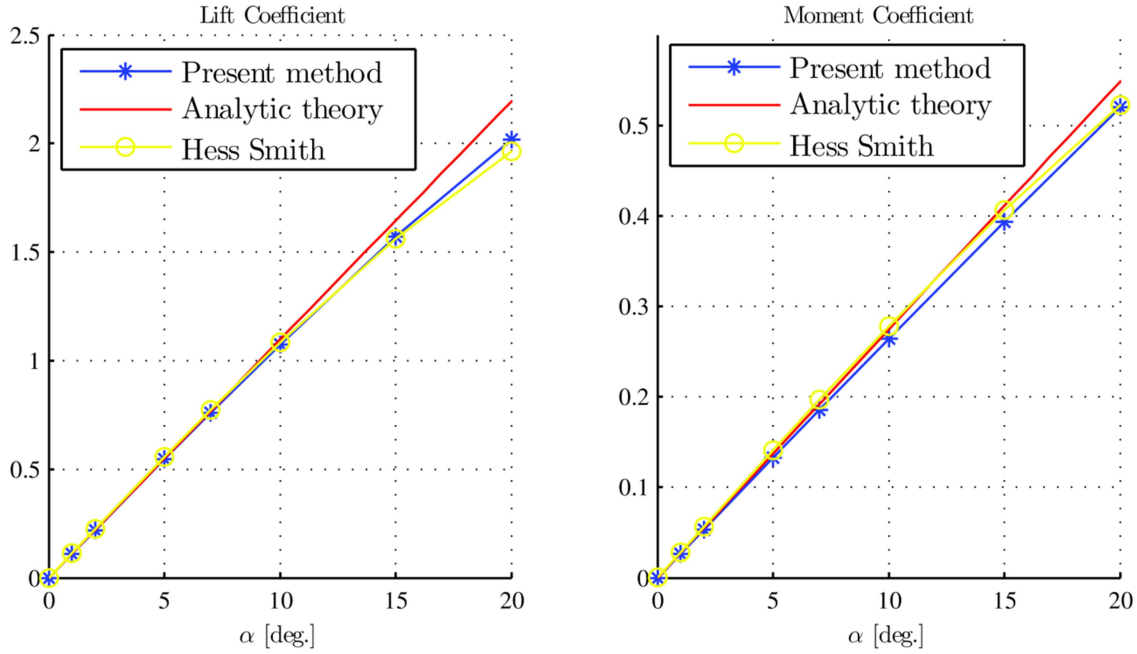 Lift Coefficient
2.5
2
1.5
1
0.5
0
Present method
Analytic theory
Hess Smith
0 5 10 15 20
α [deg.]
Moment Coefficient
0.5
0.4
0.3
0.2
0.1
0
Present method
Analytic theory
Hess Smith
0 5 10 15 20
α [deg.]